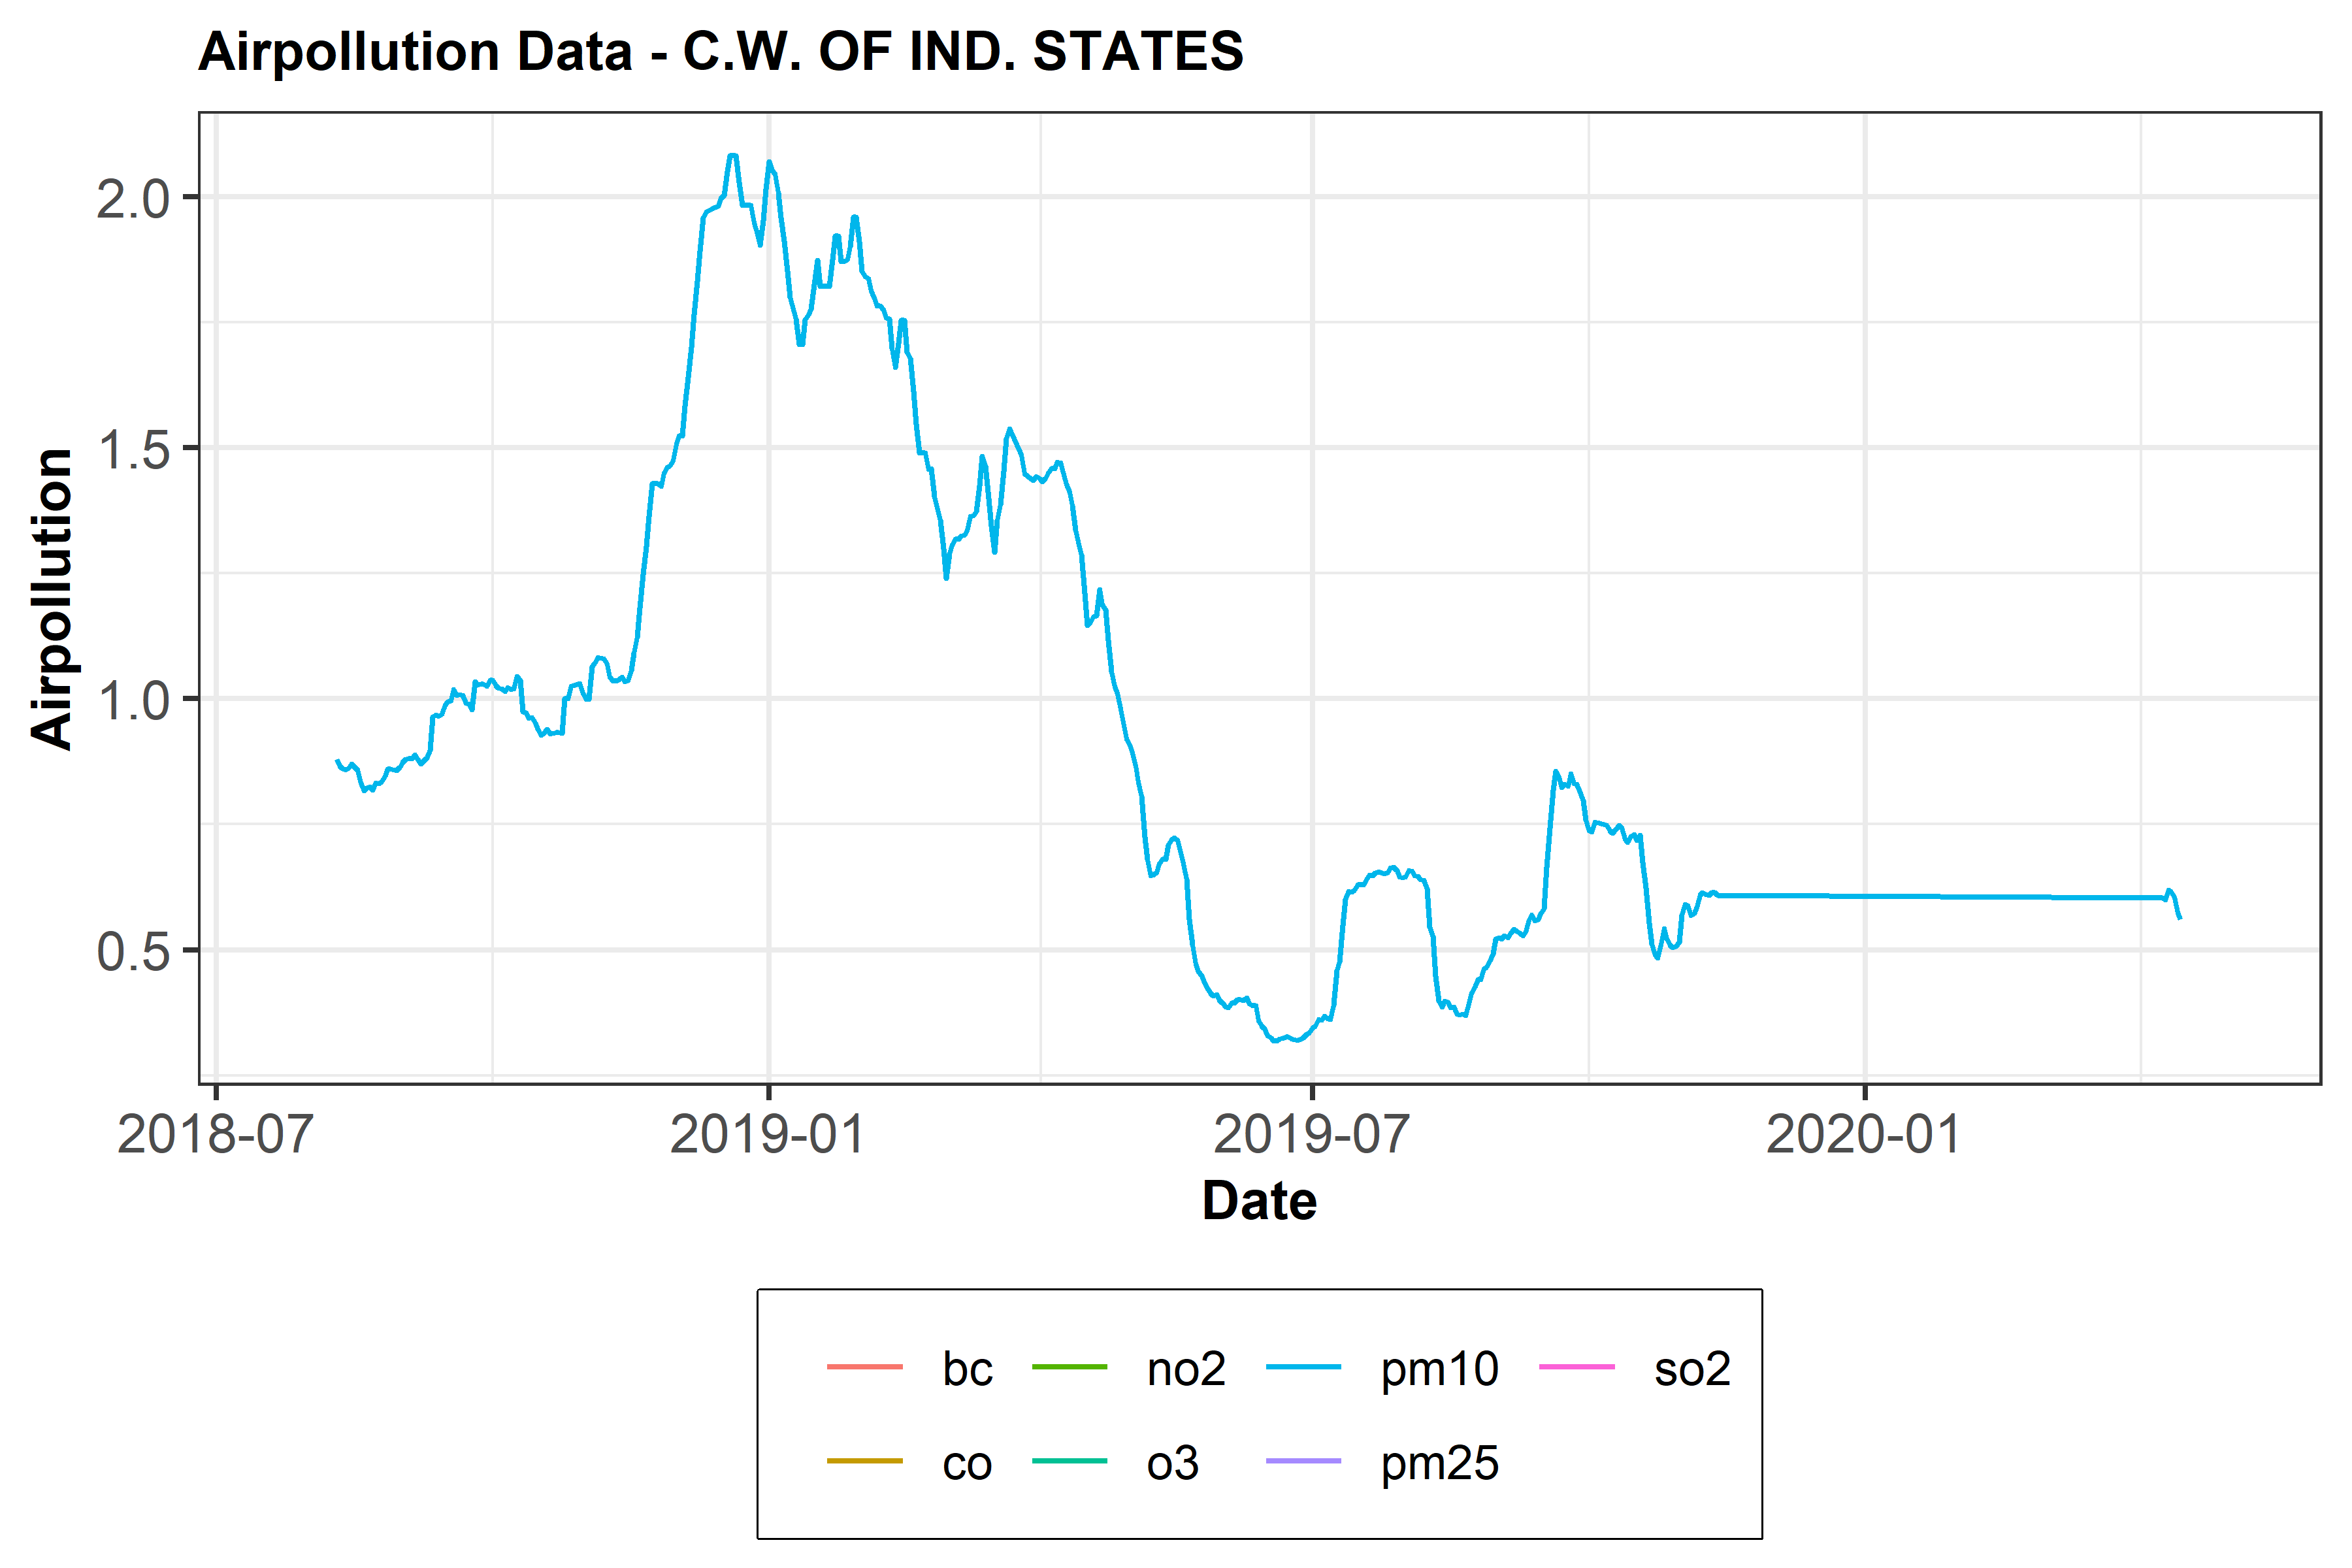 Airpollution Data - C.W. OF IND. STATES
Airpollution
2.0
1.5
1.0
0.5
2018-07 2019-01 2019-07 2020-01
Date
bc no2 pm10 so2
co o3 pm25